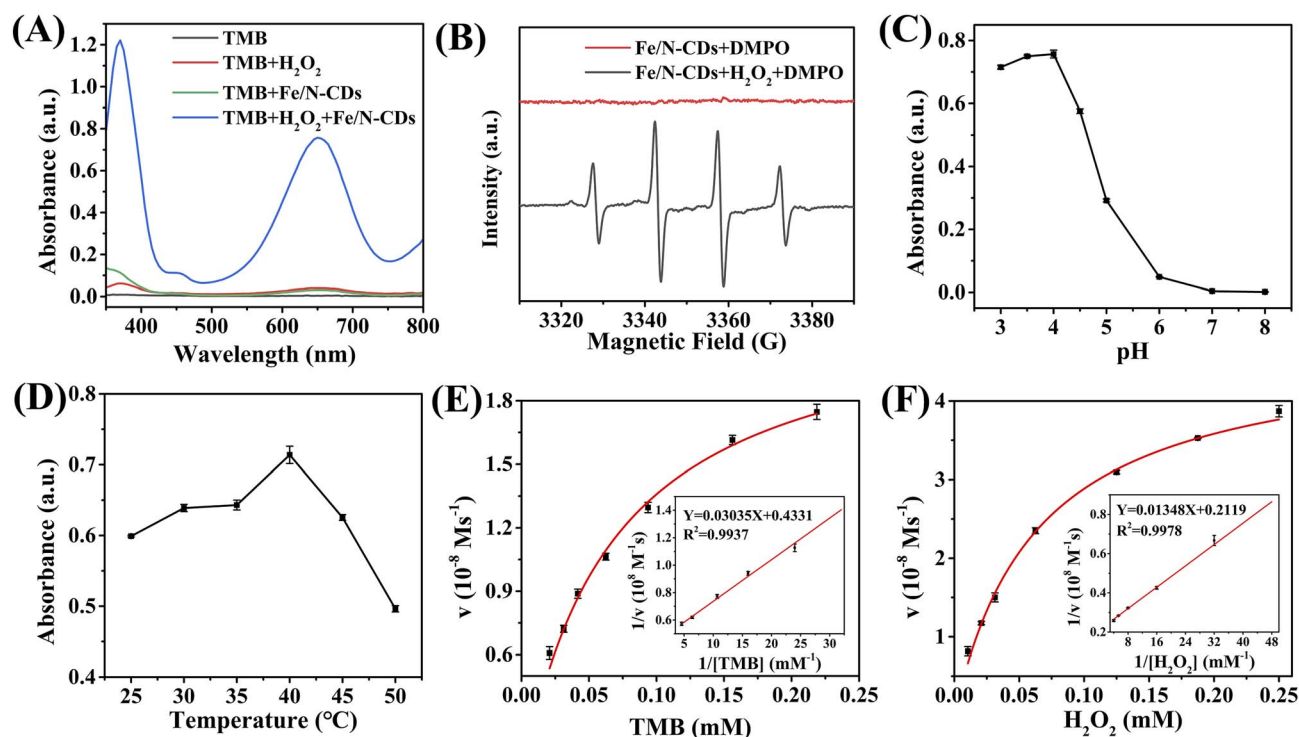 (A)
TMB
TMB+H₂O₂
TMB+Fe/N-CDs
TMB+H₂O₂+Fe/N-CDs
Absorbance (a.u.)
1.2
1.0
0.8
0.6
0.4
0.2
0.0
400 500 600 700 800
Wavelength (nm)
(B)
Fe/N-CDs+DMPO
Fe/N-CDs+H₂O₂+DMPO
Intensity (a.u.)
3320 3340 3360 3380
Magnetic Field (G)
(C)
Absorbance (a.u.)
0.8
0.6
0.4
0.2
0.0
3 4 5 6 7 8
pH
(D)
Absorbance (a.u.)
0.8
0.7
0.6
0.5
0.4
25 30 35 40 45 50
Temperature (°C)
(E)
v (10⁻⁸ Ms⁻¹)
1.8
1.5
1.2
0.9
0.6
0.00 0.05 0.10 0.15 0.20 0.25
TMB (mM)
Y=0.03035X+0.4331
R²=0.9937
1/v (10⁸ M⁻¹s)
1.4
1.2
1.0
0.8
0.6
5 10 15 20 25 30
1/[TMB] (mM⁻¹)
(F)
v (10⁻⁸ Ms⁻¹)
4
3
2
1
0.00 0.05 0.10 0.15 0.20 0.25
H₂O₂ (mM)
Y=0.01348X+0.2119
R²=0.9978
1/v (10⁸ M⁻¹s)
0.8
0.6
0.4
0.2
8 16 24 32 40 48
1/[H₂O₂] (mM⁻¹)